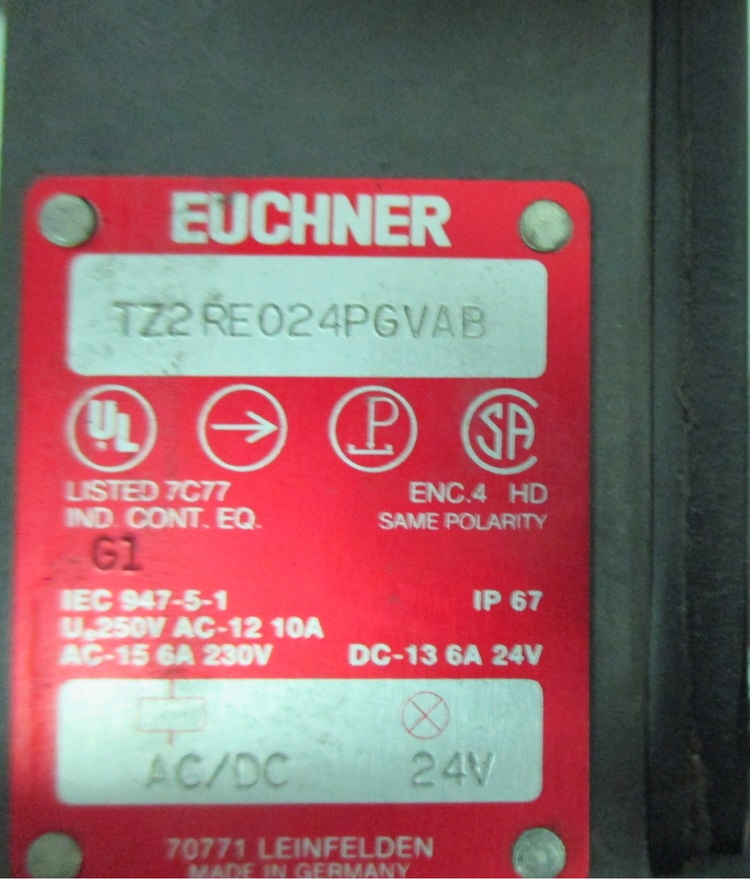 EUCHNER
TZ2RE024PGVAB
UL P SA
LISTED 7C77 ENC.4 HD
IND. CONT. EQ. SAME POLARITY
G1
IEC 947-5-1 IP 67
Ue250V AC-12 10A
AC-15 6A 230V DC-13 6A 24V
AC/DC 24V
70771 LEINFELDEN
MADE IN GERMANY